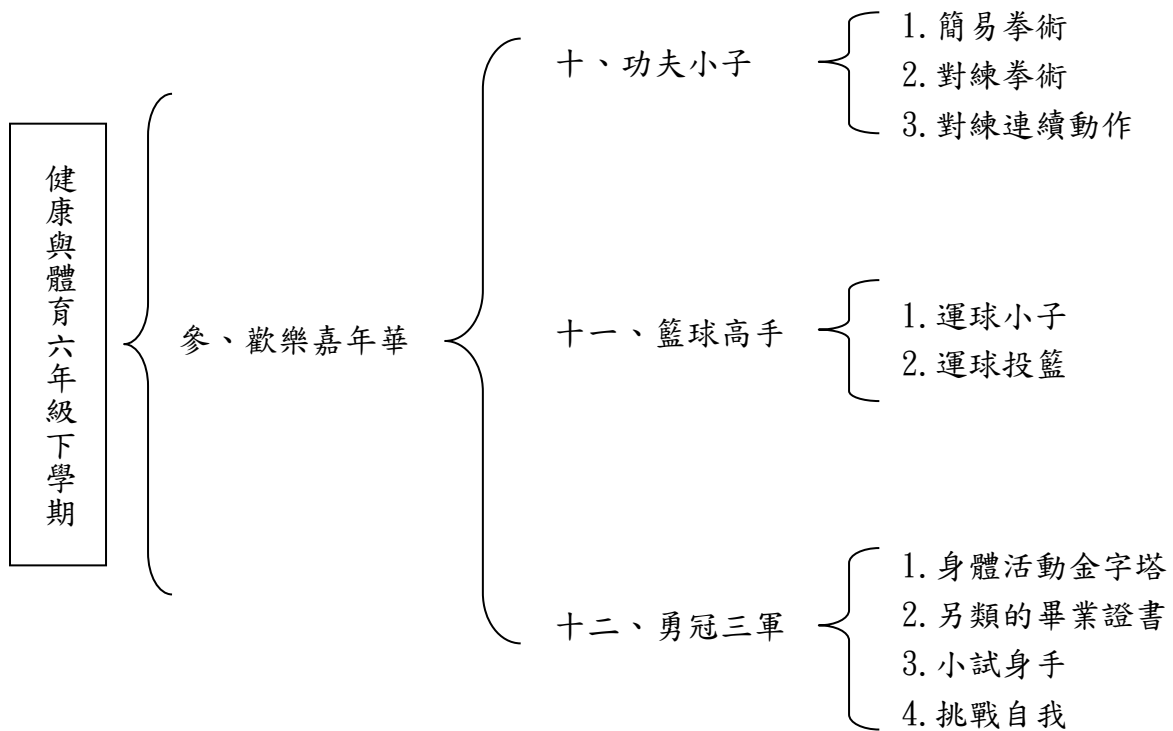 健康與體育六年級下學期
參、歡樂嘉年華
十、功夫小子
1.簡易拳術
2.對練拳術
3.對練連續動作
十一、籃球高手
1.運球小子
2.運球投籃
十二、勇冠三軍
1.身體活動金字塔
2.另類的畢業證書
3.小試身手
4.挑戰自我